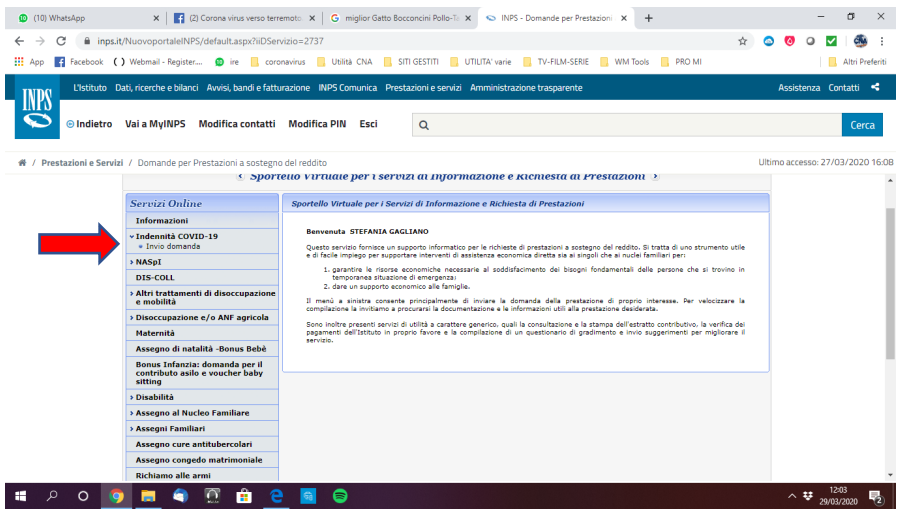 (10) WhatsApp
(2) Corona virus verso terremoto
miglior Gatto Bocconcini Pollo-Ta
INPS - Domande per Prestazioni
inps.it/NuovoportaleINPS/default.aspx?iiDServizio=2737
App Facebook Webmail - Register.... ire coronavirus Utilità CNA SITI GESTITI UTILITA' varie TV-FILM-SERIE WM Tools PRO MI Altri Preferiti
L'Istituto Dati, ricerche e bilanci Avvisi, bandi e fatturazione INPS Comunica Prestazioni e servizi Amministrazione trasparente Assistenza Contatti
INPS
Indietro Vai a MyINPS Modifica contatti Modifica PIN Esci Cerca
/ Prestazioni e Servizi / Domande per Prestazioni a sostegno del reddito Ultimo accesso: 27/03/2020 16:08
Sportello Virtuale per i servizi di Informazione e Richiesta di Prestazioni
Servizi Online
Informazioni
Indennità COVID-19
Invio domanda
NASpI
DIS-COLL
Altri trattamenti di disoccupazione
e mobilità
Disoccupazione e/o ANF agricola
Maternità
Assegno di natalità -Bonus Bebè
Bonus Infanzia: domanda per il
contributo asilo e voucher baby
sitting
Disabilità
Assegno al Nucleo Familiare
Assegni Familiari
Assegno cure antitubercolari
Assegno congedo matrimoniale
Richiamo alle armi
Sportello Virtuale per i Servizi di Informazione e Richiesta di Prestazioni
Benvenuta STEFANIA GAGLIANO
Questo servizio fornisce un supporto informatico per le richieste di prestazioni a sostegno del reddito. Si tratta di uno strumento utile
e di facile impiego per supportare interventi di assistenza economica diretta sia ai singoli che ai nuclei familiari per:
1. garantire le risorse economiche necessarie al soddisfacimento dei bisogni fondamentali delle persone che si trovino in
temporanea situazione di emergenza;
2. dare un supporto economico alle famiglie.
Il menù a sinistra consente principalmente di inviare la domanda della prestazione di proprio interesse. Per velocizzare la
compilazione la invitiamo a procurarsi la documentazione e le informazioni utili alla prestazione desiderata.
Sono inoltre presenti servizi di utilità a carattere generico, quali la consultazione e la stampa dell'estratto contributivo, la verifica dei
pagamenti dell'Istituto in proprio favore e la compilazione di un questionario di gradimento e invio suggerimenti per migliorare il
servizio.
12:03
29/03/2020
2